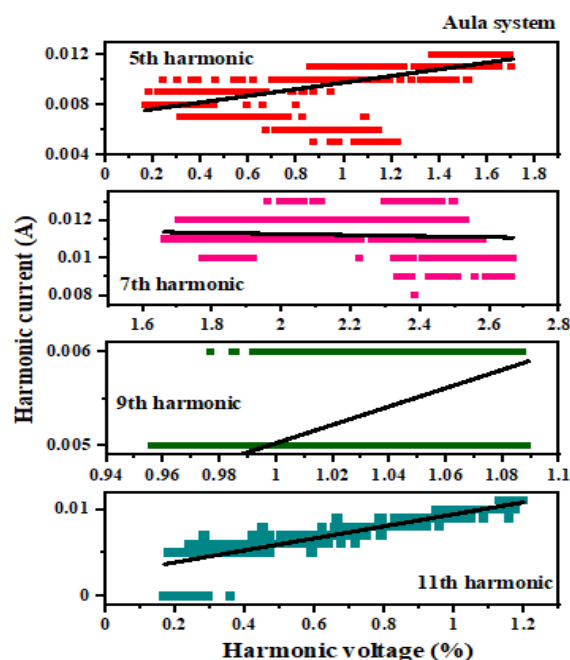 Aula system
0.012
5th harmonic
0.008
0.004
0.2 0.4 0.6 0.8 1 1.2 1.4 1.6 1.8
0.012
0.01
7th harmonic
0.008
1.6 1.8 2 2.2 2.4 2.6 2.8
0.006
9th harmonic
0.005
0.94 0.96 0.98 1 1.02 1.04 1.06 1.08 1.1
0.01
11th harmonic
0
0.2 0.4 0.6 0.8 1 1.2
Harmonic voltage (%)
Harmonic current (A)